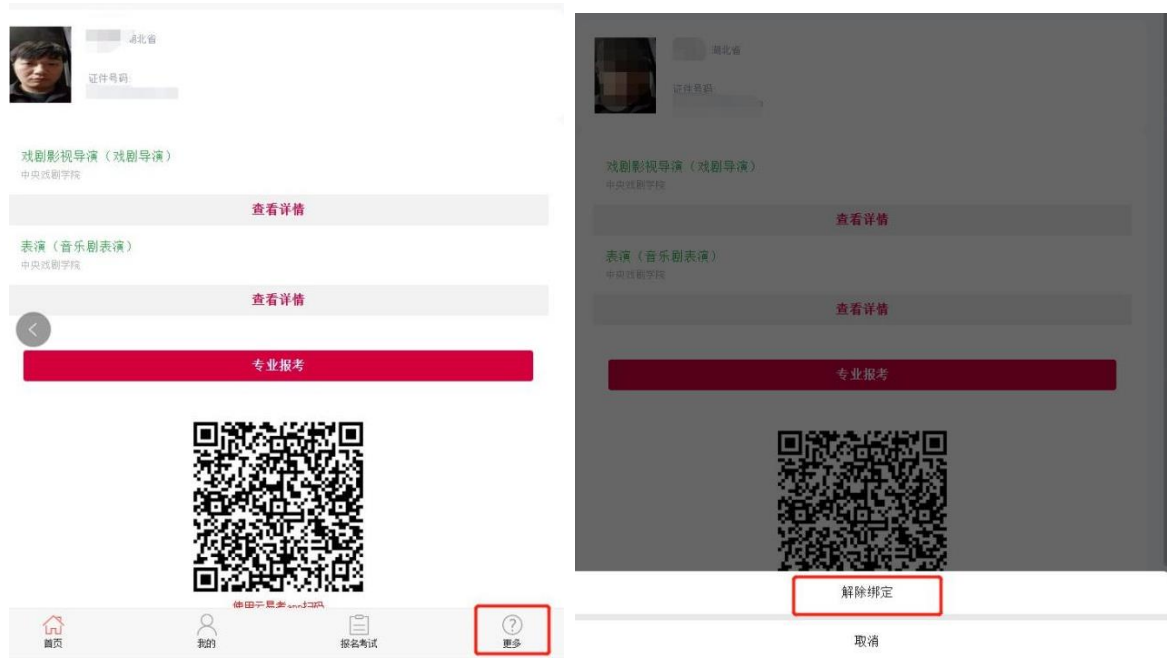 湖北省
证件号码:
戏剧影视导演（戏剧导演）
中央戏剧学院
查看详情
表演（音乐剧表演）
中央戏剧学院
查看详情
专业报考
使用云易考app扫码
首页
我的
报名考试
更多
湖北省
证件号码:
戏剧影视导演（戏剧导演）
中央戏剧学院
查看详情
表演（音乐剧表演）
中央戏剧学院
查看详情
专业报考
解除绑定
取消